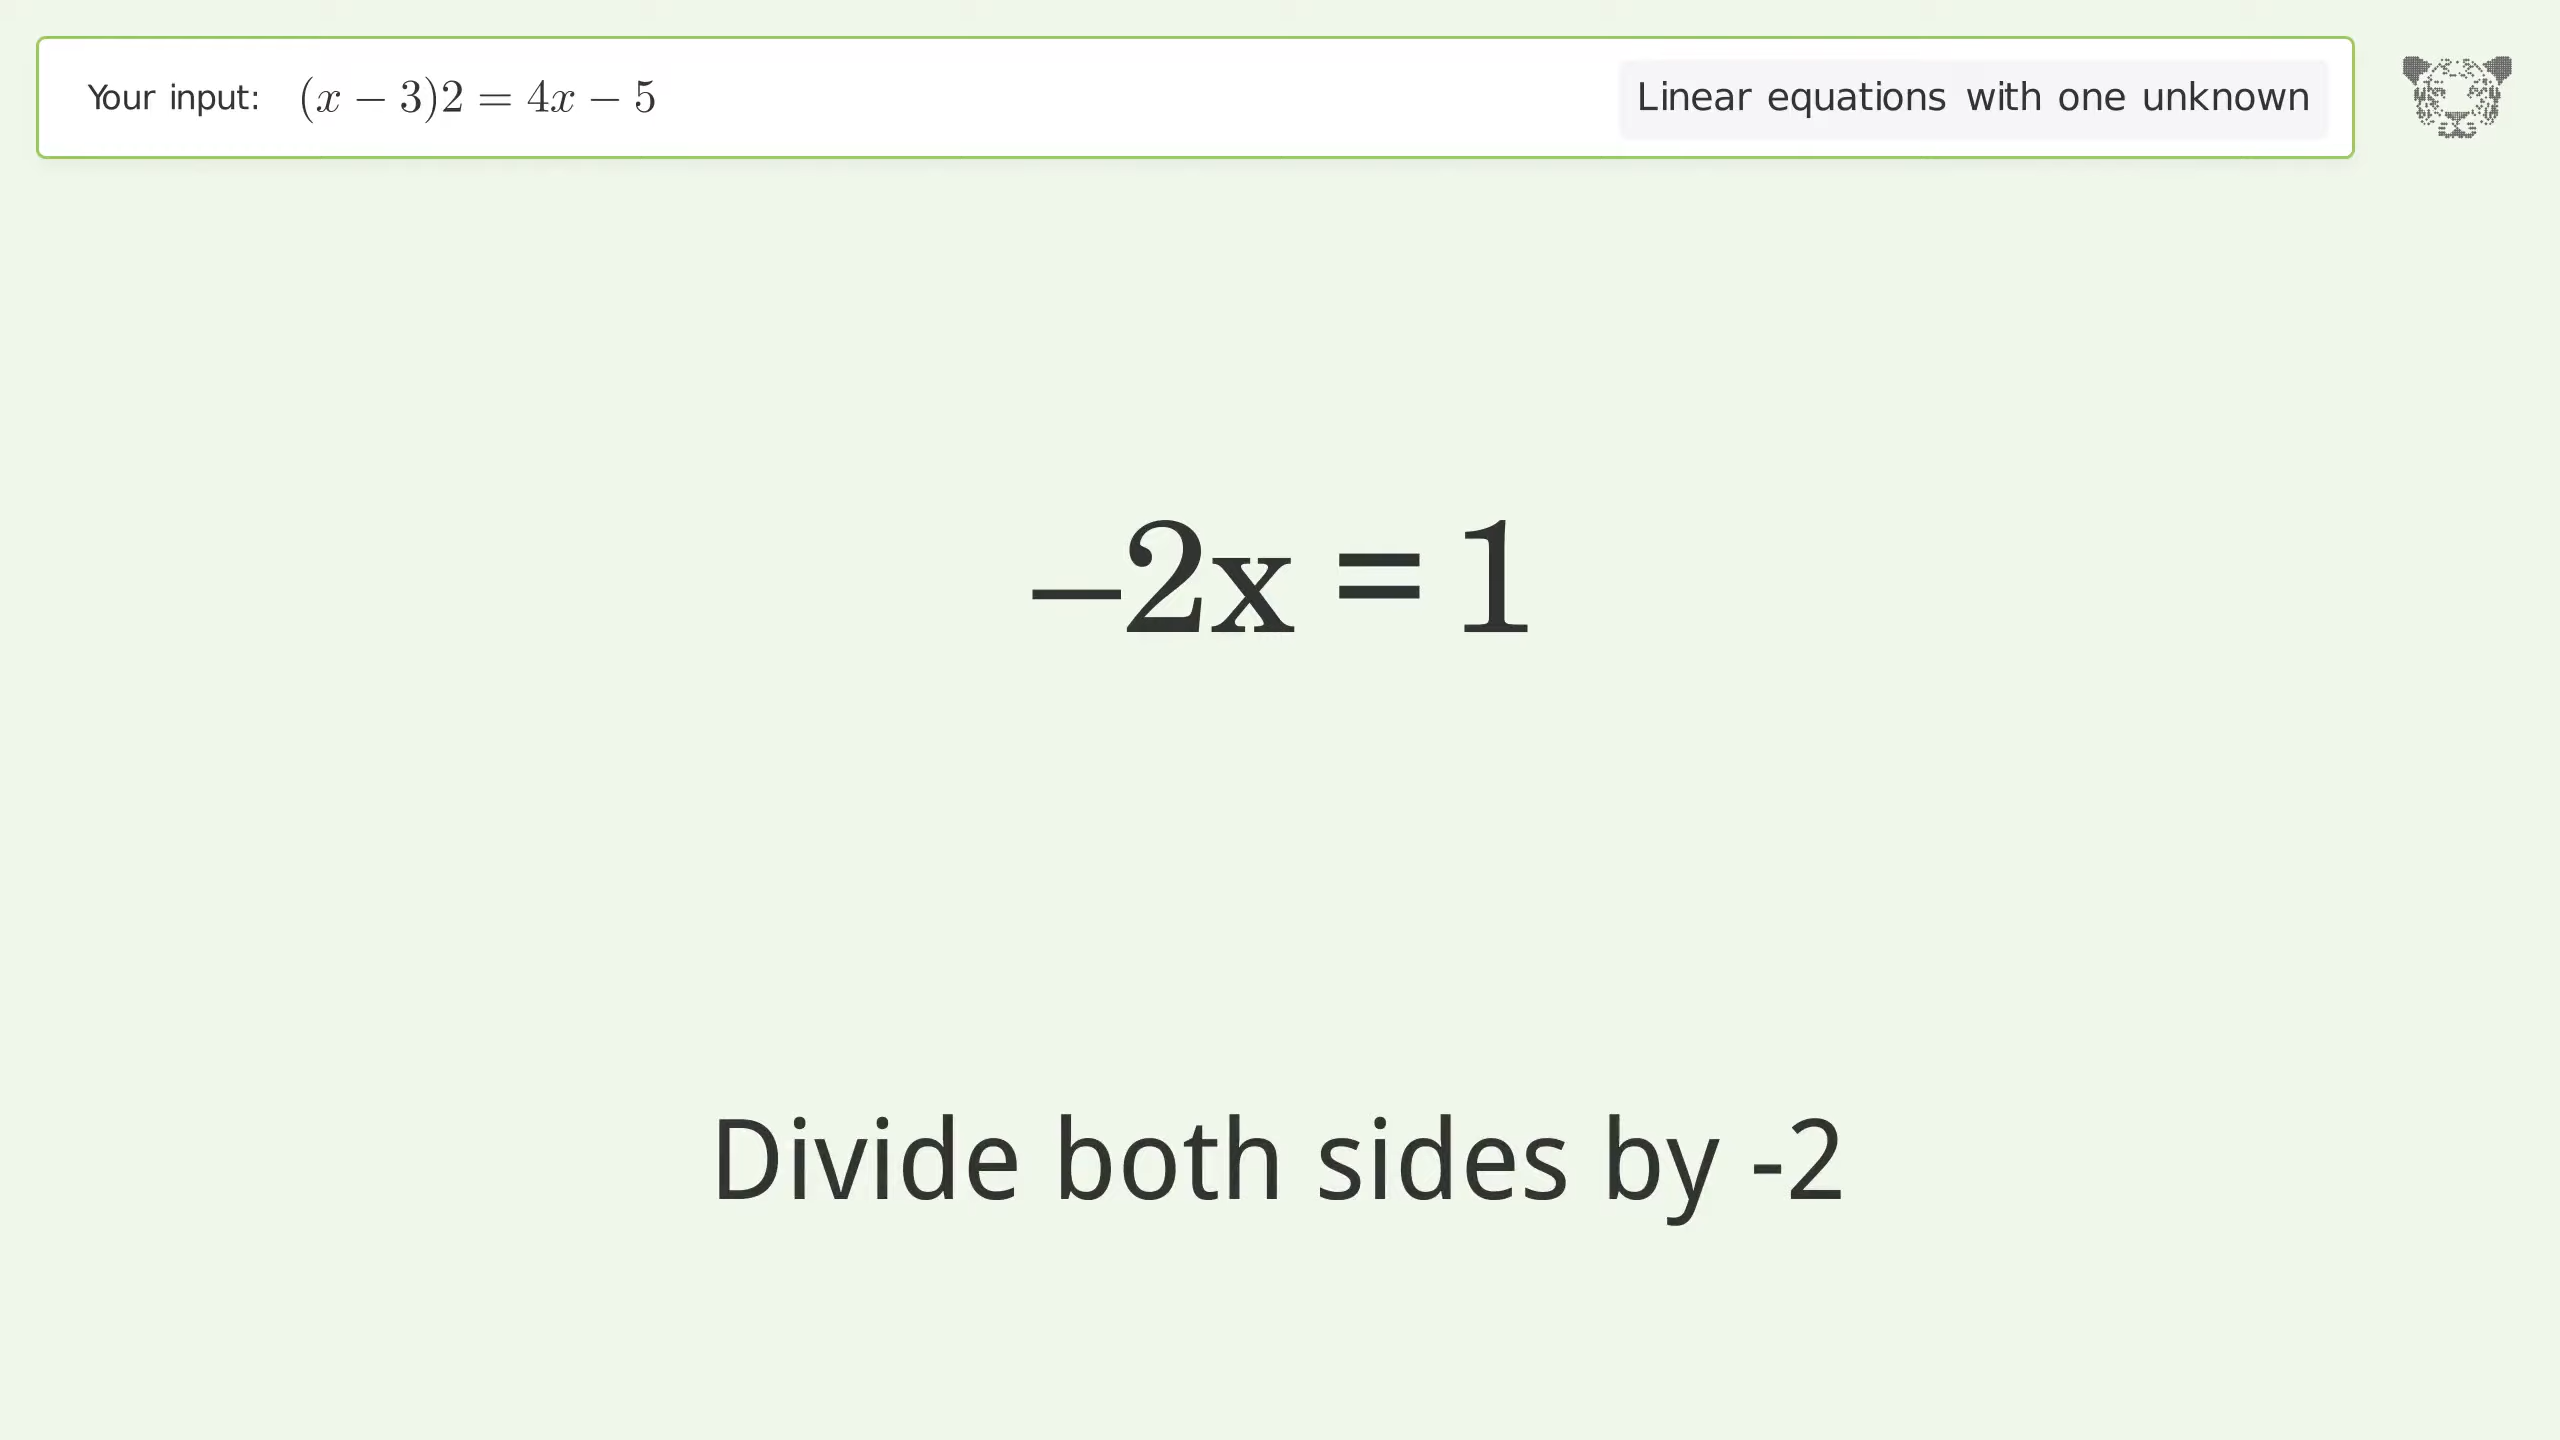 Your input: (x − 3)2 = 4x − 5
Linear equations with one unknown
−2x = 1
Divide both sides by -2